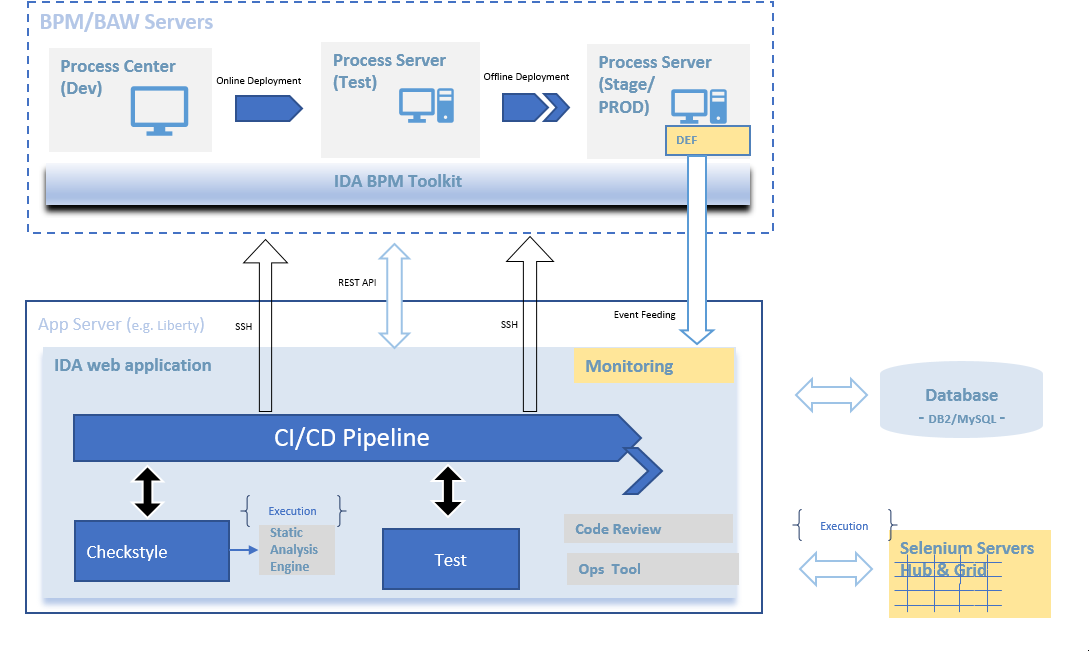 BPM/BAW Servers
Process Center
(Dev)
Online Deployment
Process Server
(Test)
Offline Deployment
Process Server
(Stage/
PROD)
DEF
IDA BPM Toolkit
REST API
SSH
SSH
Event Feeding
App Server (e.g. Liberty)
IDA web application
Monitoring
CI/CD Pipeline
Database
- DB2/MySQL -
Checkstyle
Execution
Static
Analysis
Engine
Test
Code Review
Ops Tool
Execution
Selenium Servers
Hub & Grid